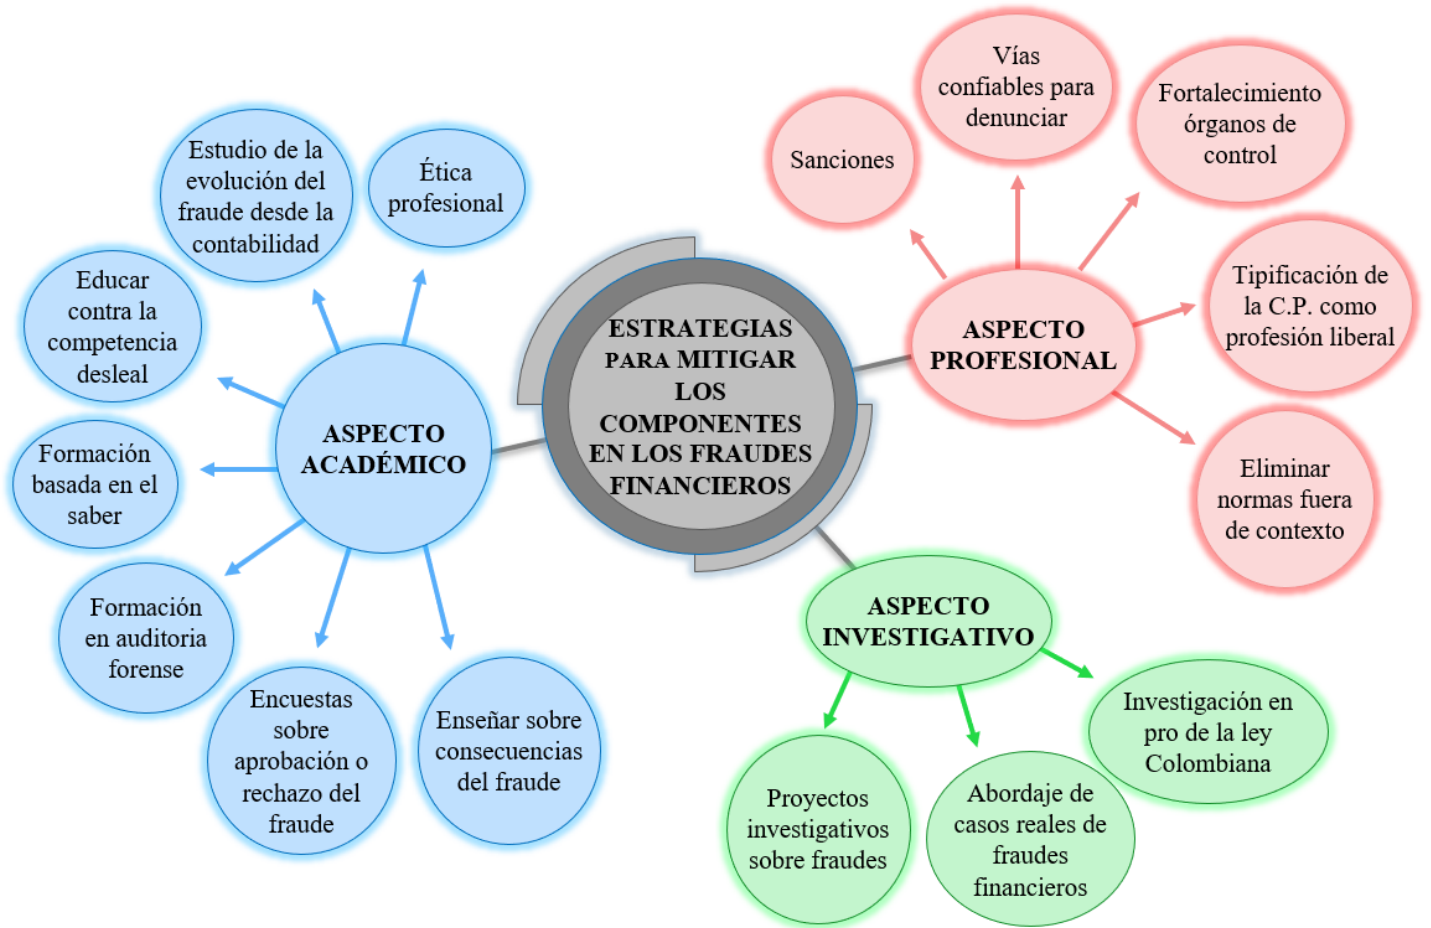 ESTRATEGIAS
PARA MITIGAR
LOS
COMPONENTES
EN LOS FRAUDES
FINANCIEROS
ASPECTO
ACADÉMICO
Ética
profesional
Estudio de la
evolución del
fraude desde la
contabilidad
Educar
contra la
competencia
desleal
Formación
basada en el
saber
Formación
en auditoria
forense
Encuestas
sobre
aprobación o
rechazo del
fraude
Enseñar sobre
consecuencias
del fraude
ASPECTO
PROFESIONAL
Sanciones
Vías
confiables para
denunciar
Fortalecimiento
órganos de
control
Tipificación de
la C.P. como
profesión liberal
Eliminar
normas fuera
de contexto
ASPECTO
INVESTIGATIVO
Proyectos
investigativos
sobre fraudes
Abordaje de
casos reales de
fraudes
financieros
Investigación en
pro de la ley
Colombiana